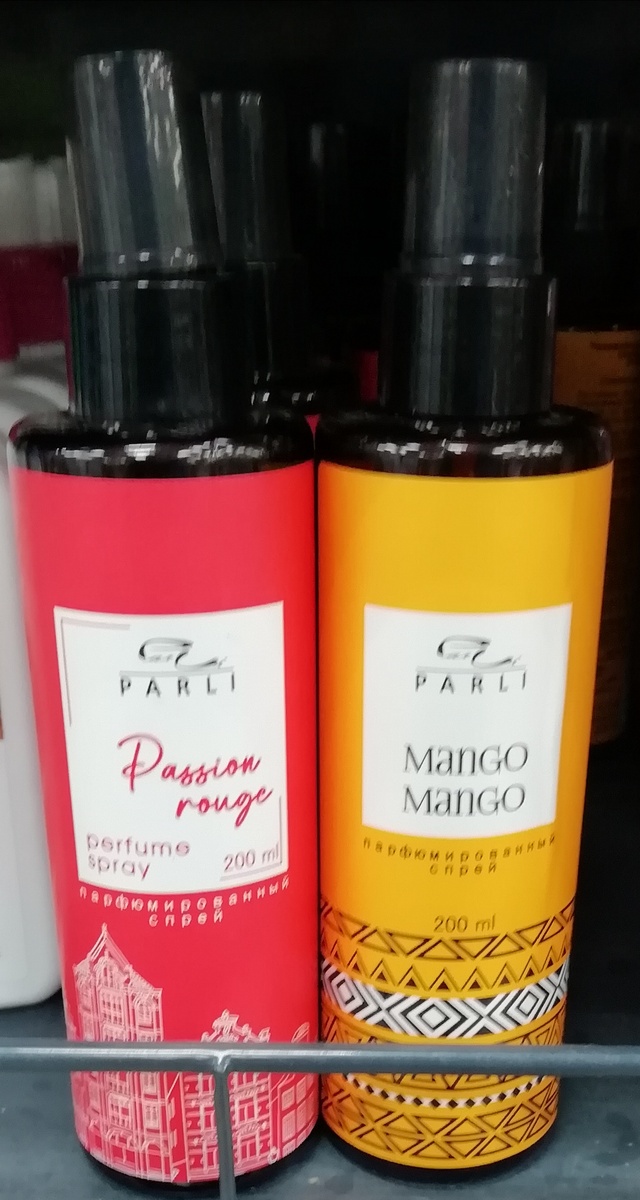 PARLI
Passion
rouge
perfume
spray
200 ml
парфюмированный
спрей
PARLI
Mango
Mango
парфюмированный
спрей
200 ml